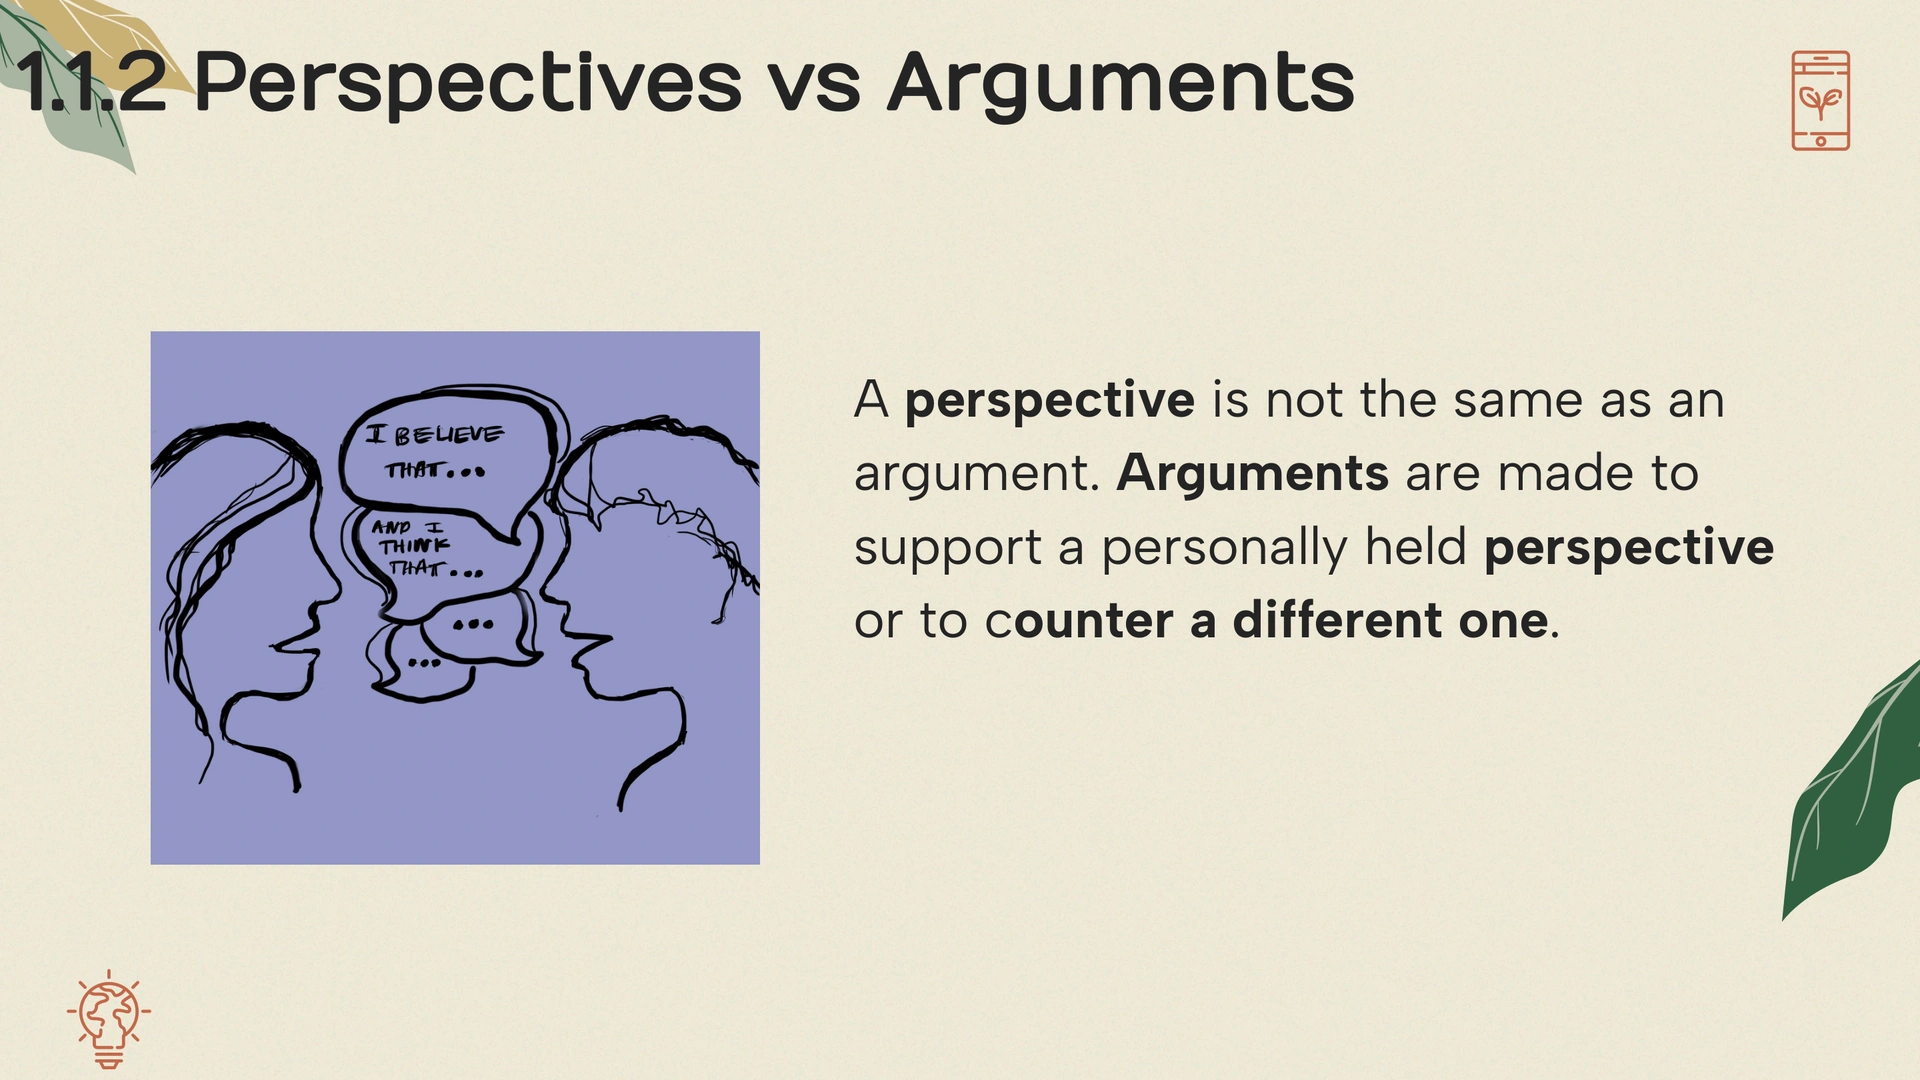 1.1.2 Perspectives vs Arguments
I BELIEVE
THAT...
AND I
THINK
THAT...
...
...
A perspective is not the same as an
argument. Arguments are made to
support a personally held perspective
or to counter a different one.